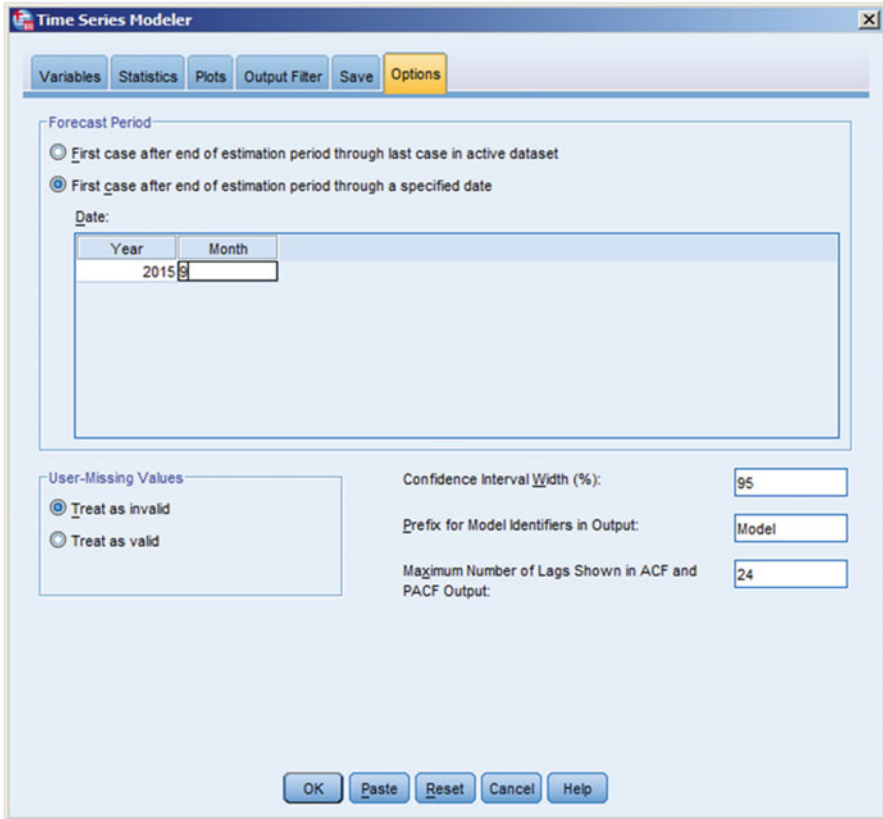 Time Series Modeler
Variables Statistics Plots Output Filter Save Options
Forecast Period
First case after end of estimation period through last case in active dataset
First case after end of estimation period through a specified date
Date:
Year Month
2015 9
User-Missing Values
Treat as invalid
Treat as valid
Confidence Interval Width (%): 95
Prefix for Model Identifiers in Output: Model
Maximum Number of Lags Shown in ACF and
PACF Output: 24
OK Paste Reset Cancel Help